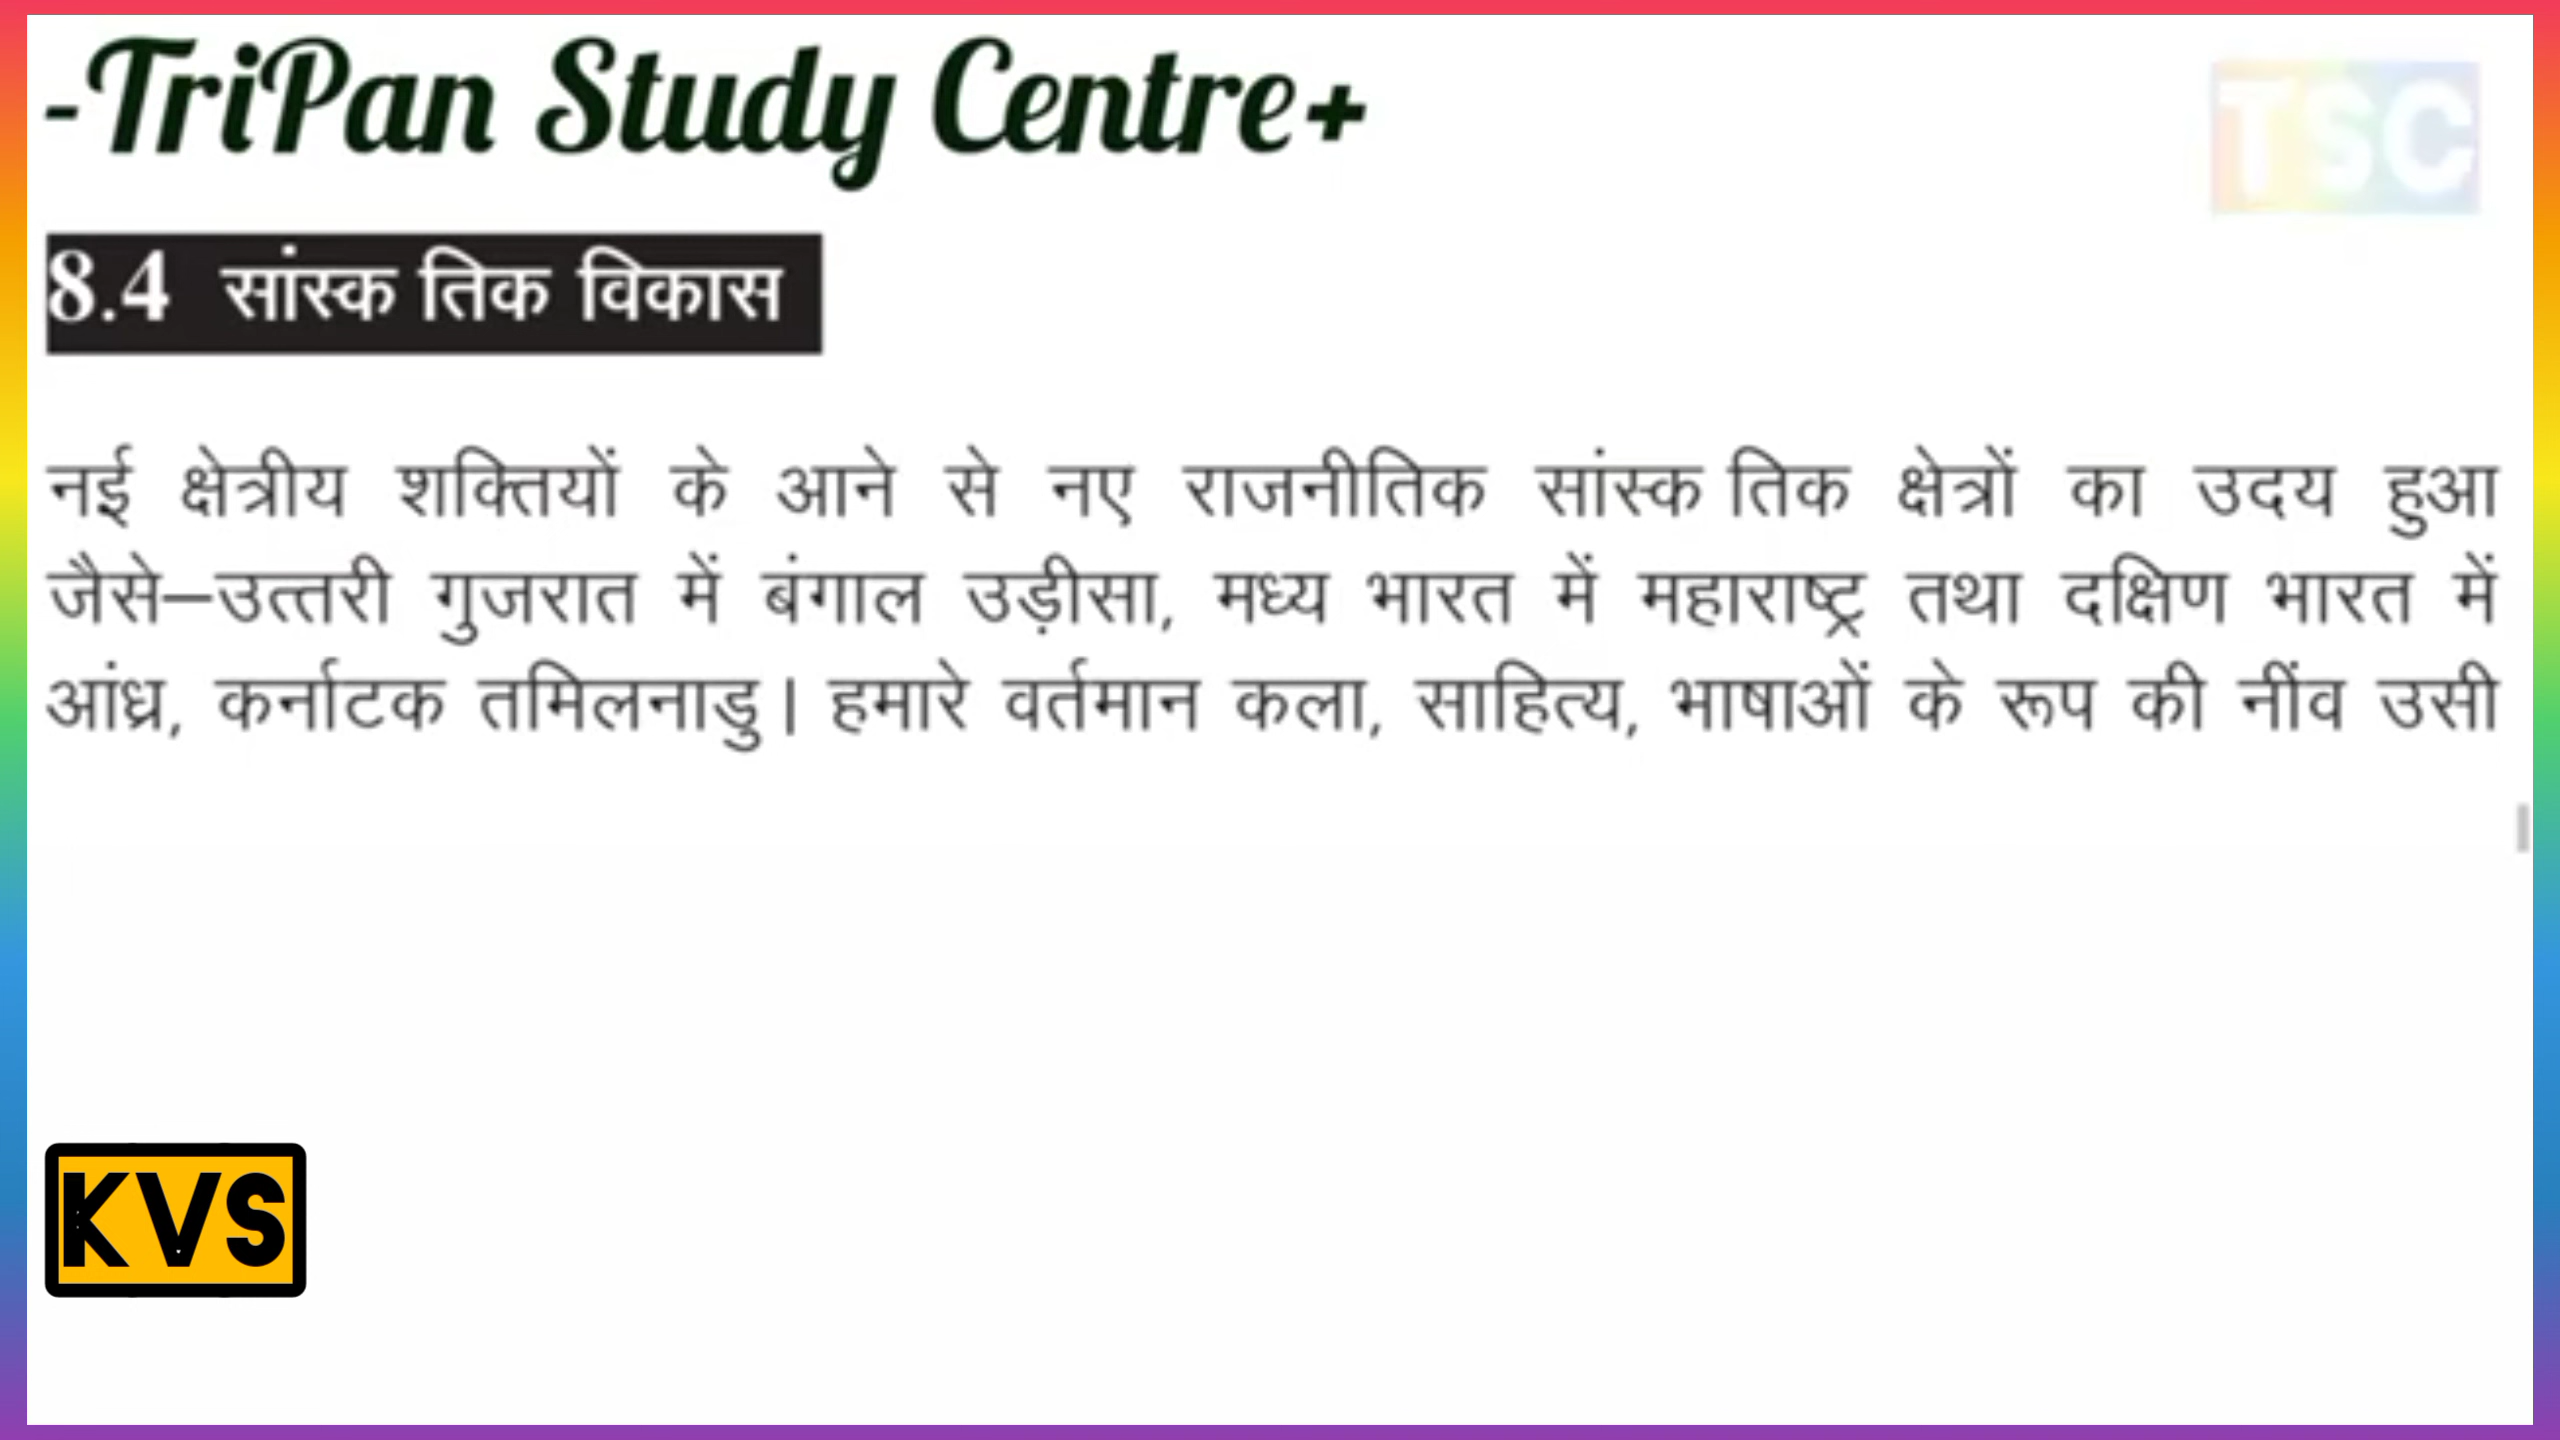 -TriPan Study Centre+
TSC
8.4 सांस्क तिक विकास
नई क्षेत्रीय शक्तियों के आने से नए राजनीतिक सांस्क तिक क्षेत्रों का उदय हुआ
जैसे–उत्तरी गुजरात में बंगाल उड़ीसा, मध्य भारत में महाराष्ट्र तथा दक्षिण भारत में
आंध्र, कर्नाटक तमिलनाडु। हमारे वर्तमान कला, साहित्य, भाषाओं के रूप की नींव उसी
KVS